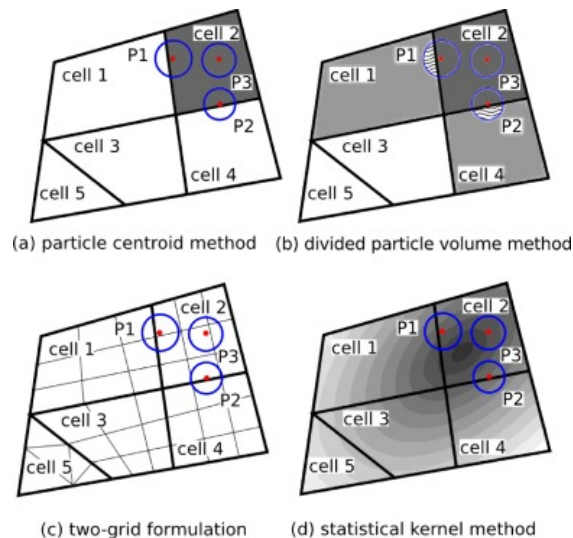 cell 2
P1
cell 1
P3
P2
cell 3
cell 4
cell 5
(a) particle centroid method
cell 2
P1
cell 1
P3
P2
cell 3
cell 4
cell 5
(b) divided particle volume method
cell 2
P1
cell 1
P3
P2
cell 3
cell 4
cell 5
(c) two-grid formulation
cell 2
P1
cell 1
P3
P2
cell 3
cell 4
cell 5
(d) statistical kernel method